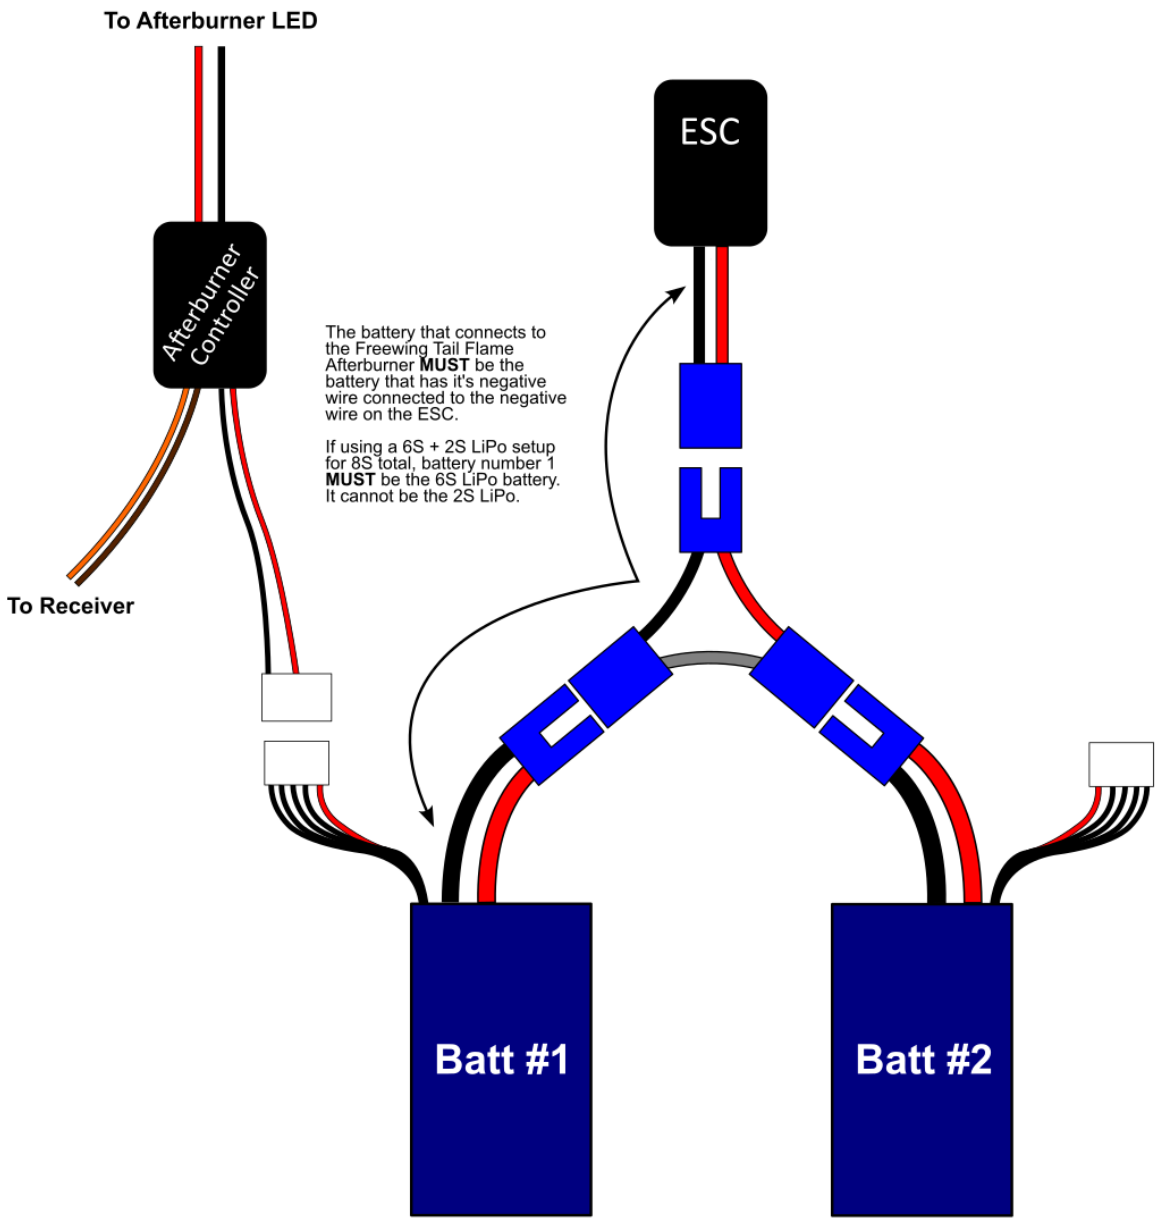 To Afterburner LED
ESC
Afterburner
Controller
The battery that connects to
the Freewing Tail Flame
Afterburner MUST be the
battery that has it's negative
wire connected to the negative
wire on the ESC.
If using a 6S + 2S LiPo setup
for 8S total, battery number 1
MUST be the 6S LiPo battery.
It cannot be the 2S LiPo.
To Receiver
Batt #1
Batt #2